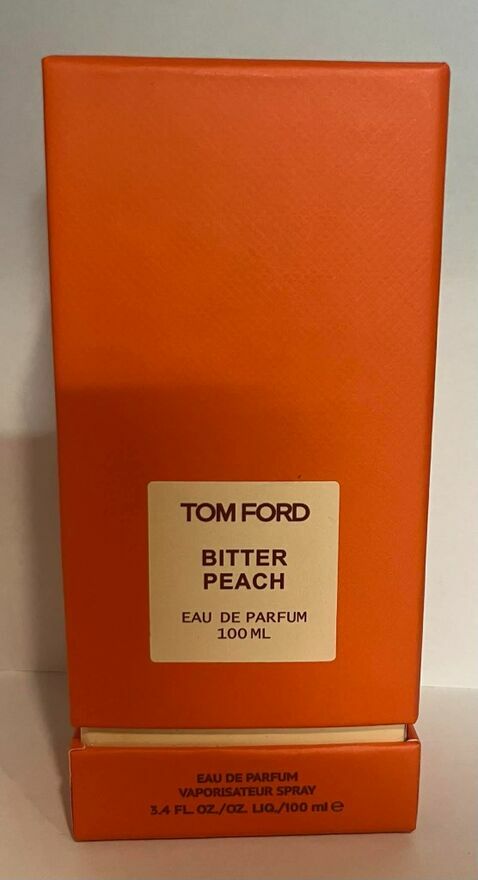 TOM FORD
BITTER
PEACH
EAU DE PARFUM
100 ML
EAU DE PARFUM
VAPORISATEUR SPRAY
3.4 FL. OZ./OZ. LIQ./100 ml ℮